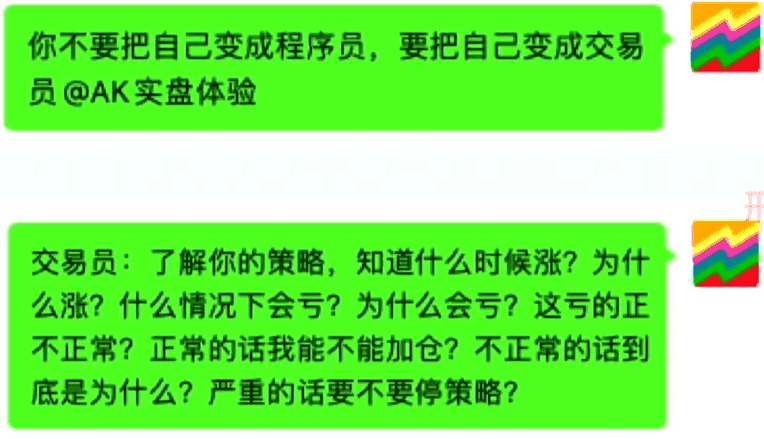 你不要把自己变成程序员，要把自己变成交易
员@AK实盘体验
开
交易员：了解你的策略，知道什么时候涨？为什
么涨？什么情况下会亏？为什么会亏？这亏的正
不正常？正常的话我能不能加仓？不正常的话到
底是为什么？严重的话要不要停策略？